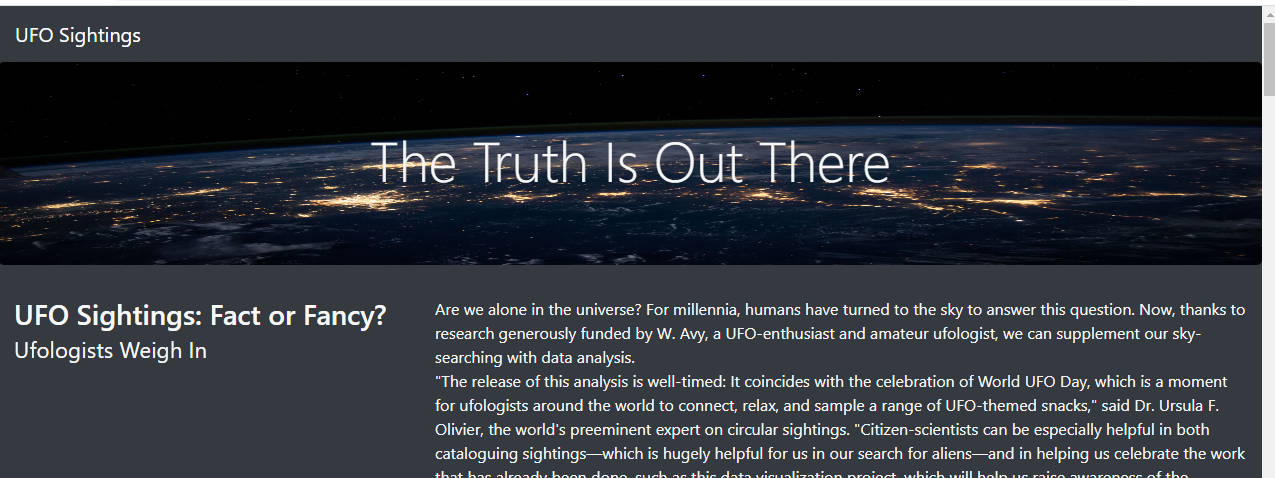 UFO Sightings
The Truth Is Out There
UFO Sightings: Fact or Fancy?
Ufologists Weigh In
Are we alone in the universe? For millennia, humans have turned to the sky to answer this question. Now, thanks to
research generously funded by W. Avy, a UFO-enthusiast and amateur ufologist, we can supplement our sky-
searching with data analysis.
"The release of this analysis is well-timed: It coincides with the celebration of World UFO Day, which is a moment
for ufologists around the world to connect, relax, and sample a range of UFO-themed snacks," said Dr. Ursula F.
Olivier, the world's preeminent expert on circular sightings. "Citizen-scientists can be especially helpful in both
cataloguing sightings—which is hugely helpful for us in our search for aliens—and in helping us celebrate the work
that has already been done, such as this data visualization project, which will help us raise awareness of the